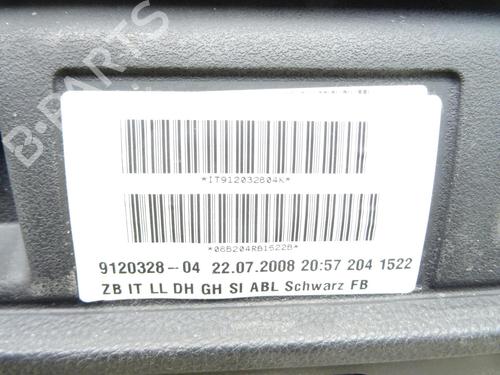 B-PARTS
*IT912032804K*
*08B204RB1522B*
9120328-04 22.07.2008 20:57 204 1522
ZB IT LL DH GH SI ABL Schwarz FB